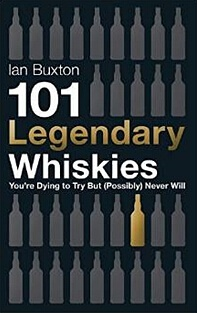 Ian Buxton
101
Legendary
Whiskies
You're Dying to Try But (Possibly) Never Will